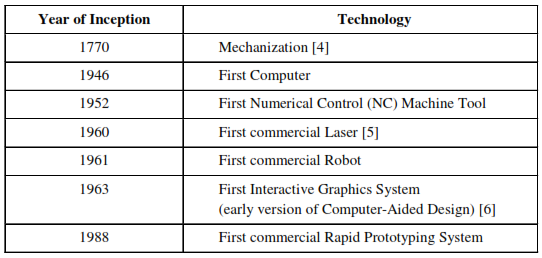 Year of Inception Technology
1770 Mechanization [4]
1946 First Computer
1952 First Numerical Control (NC) Machine Tool
1960 First commercial Laser [5]
1961 First commercial Robot
1963 First Interactive Graphics System
(early version of Computer-Aided Design) [6]
1988 First commercial Rapid Prototyping System